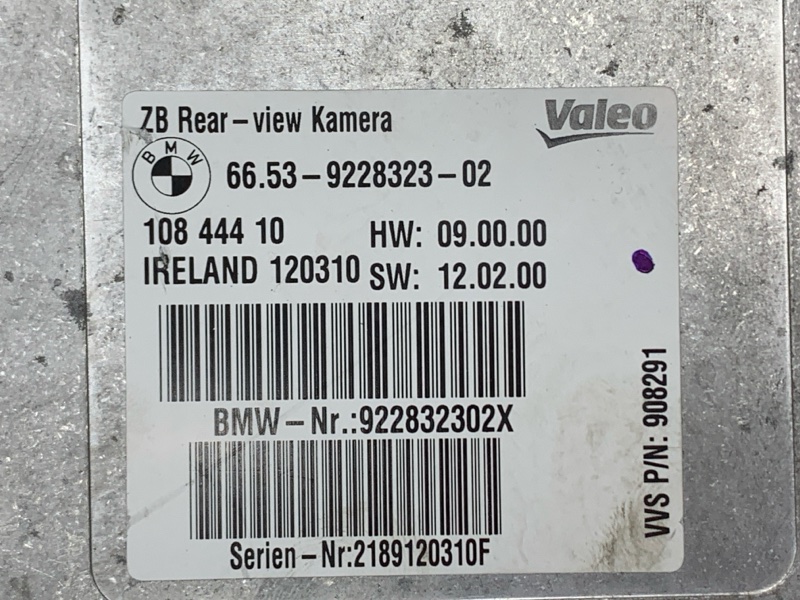 ZB Rear-view Kamera
Valeo
BMW
66.53-9228323-02
108 444 10
HW: 09.00.00
IRELAND 120310
SW: 12.02.00
BMW-Nr.:922832302X
Serien-Nr:2189120310F
VVS P/N: 908291